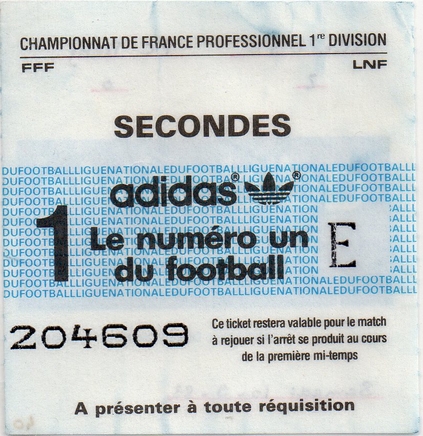 CHAMPIONNAT DE FRANCE PROFESSIONNEL 1re DIVISION
FFF LNF
SECONDES
DUFOOTBALLLIGUENATIONALEDUFOOTBALLL
adidas
1
Le numéro un
du football
E
204609
Ce ticket restera valable pour le match
à rejouer si l'arrêt se produit au cours
de la première mi-temps
A présenter à toute réquisition